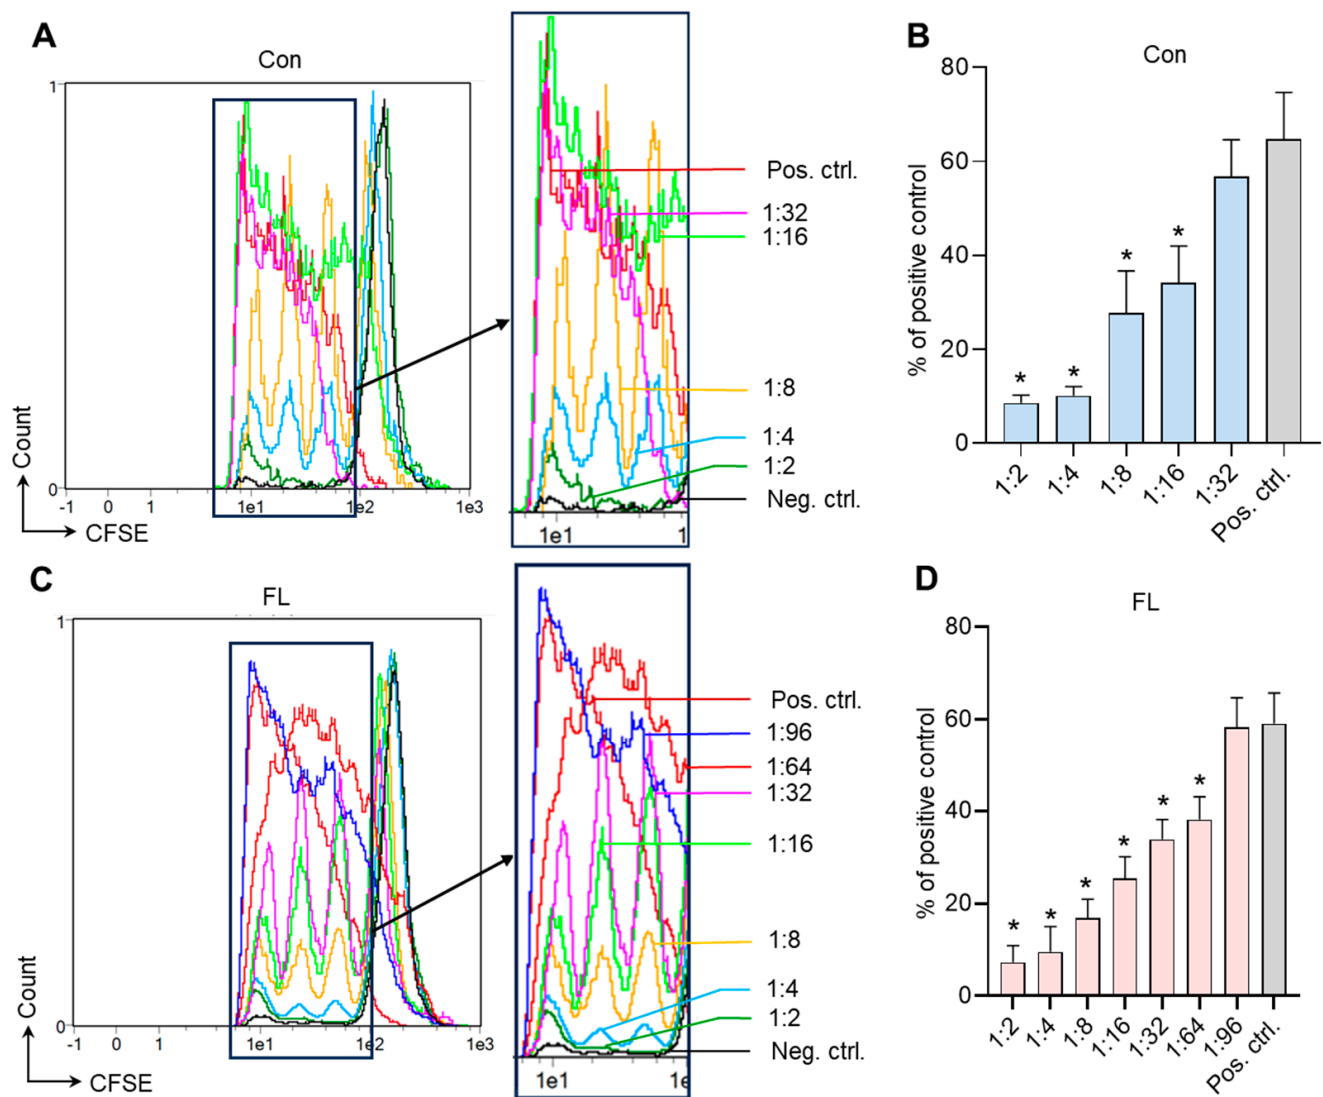 A
Con
1
Count
0
-1 0 1 1e1 1e2 1e3
CFSE
1e1 1
Pos. ctrl.
1:32
1:16
1:8
1:4
1:2
Neg. ctrl.
B
Con
% of positive control
80
60
40
20
0
* * * *
1:2 1:4 1:8 1:16 1:32 Pos. ctrl.
C
FL
1
Count
0
-1 0 1 1e1 1e2 1e3
CFSE
1e1 1e
Pos. ctrl.
1:96
1:64
1:32
1:16
1:8
1:4
1:2
Neg. ctrl.
D
FL
% of positive control
80
60
40
20
0
* * * * * *
1:2 1:4 1:8 1:16 1:32 1:64 1:96 Pos. ctrl.